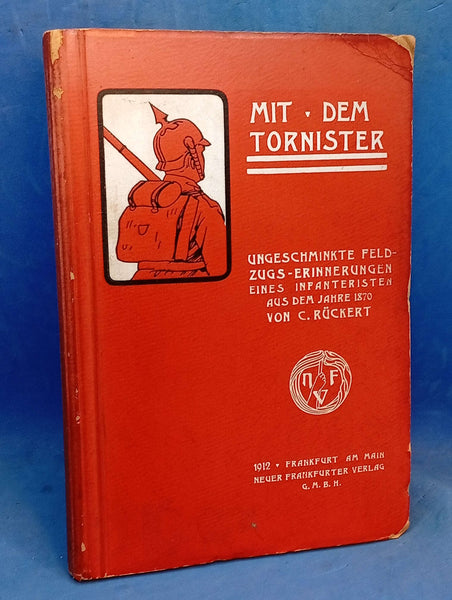 MIT · DEM
TORNISTER
UNGESCHMINKTE FELD-
ZUGS-ERINNERUNGEN
EINES INFANTERISTEN
AUS DEM JAHRE 1870
VON C. RÜCKERT
N F
V
1912 · FRANKFURT AM MAIN
NEUER FRANKFURTER VERLAG
G. M. B. H.